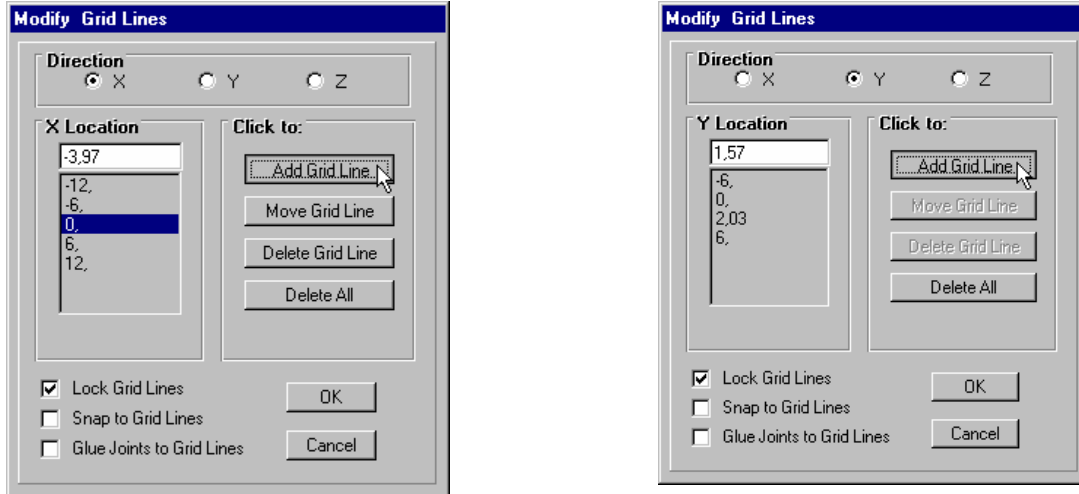 Modify Grid Lines
Direction
X Y Z
X Location
-3,97
-12,
-6,
0,
6,
12,
Click to:
Add Grid Line
Move Grid Line
Delete Grid Line
Delete All
Lock Grid Lines
Snap to Grid Lines
Glue Joints to Grid Lines
OK
Cancel
Modify Grid Lines
Direction
X Y Z
Y Location
1,57
-6,
0,
2,03
6,
Click to:
Add Grid Line
Move Grid Line
Delete Grid Line
Delete All
Lock Grid Lines
Snap to Grid Lines
Glue Joints to Grid Lines
OK
Cancel